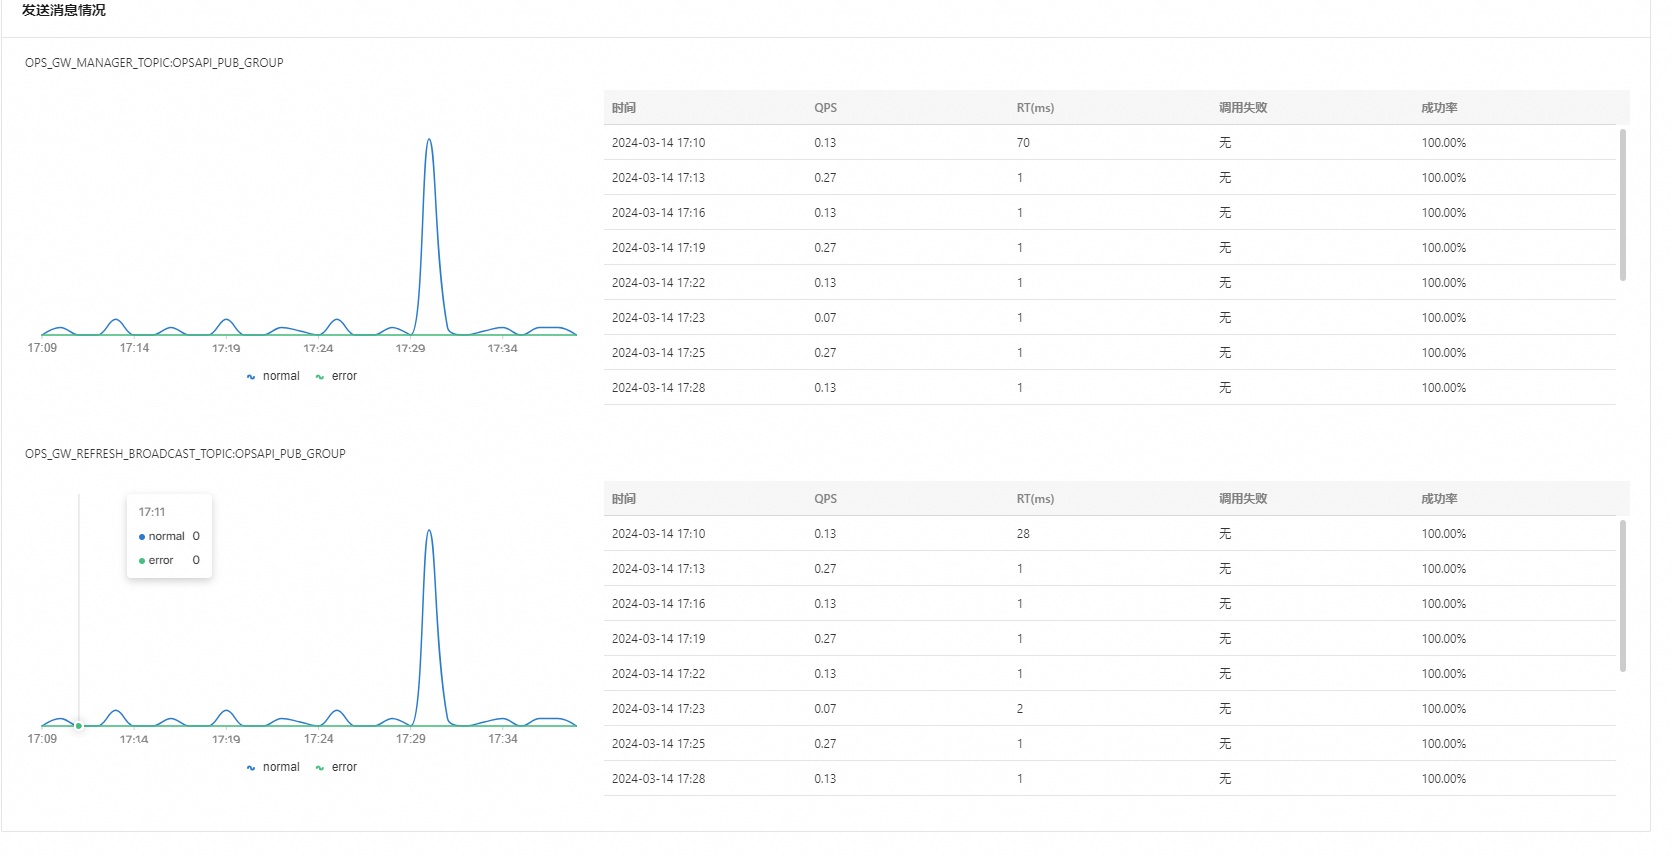 发送消息情况
OPS_GW_MANAGER_TOPIC:OPSAPI_PUB_GROUP
17:09 17:14 17:19 17:24 17:29 17:34
normal error
时间 QPS RT(ms) 调用失败 成功率
2024-03-14 17:10 0.13 70 无 100.00%
2024-03-14 17:13 0.27 1 无 100.00%
2024-03-14 17:16 0.13 1 无 100.00%
2024-03-14 17:19 0.27 1 无 100.00%
2024-03-14 17:22 0.13 1 无 100.00%
2024-03-14 17:23 0.07 1 无 100.00%
2024-03-14 17:25 0.27 1 无 100.00%
2024-03-14 17:28 0.13 1 无 100.00%
OPS_GW_REFRESH_BROADCAST_TOPIC:OPSAPI_PUB_GROUP
17:11
normal 0
error 0
17:09 17:14 17:19 17:24 17:29 17:34
normal error
时间 QPS RT(ms) 调用失败 成功率
2024-03-14 17:10 0.13 28 无 100.00%
2024-03-14 17:13 0.27 1 无 100.00%
2024-03-14 17:16 0.13 1 无 100.00%
2024-03-14 17:19 0.27 1 无 100.00%
2024-03-14 17:22 0.13 1 无 100.00%
2024-03-14 17:23 0.07 2 无 100.00%
2024-03-14 17:25 0.27 1 无 100.00%
2024-03-14 17:28 0.13 1 无 100.00%